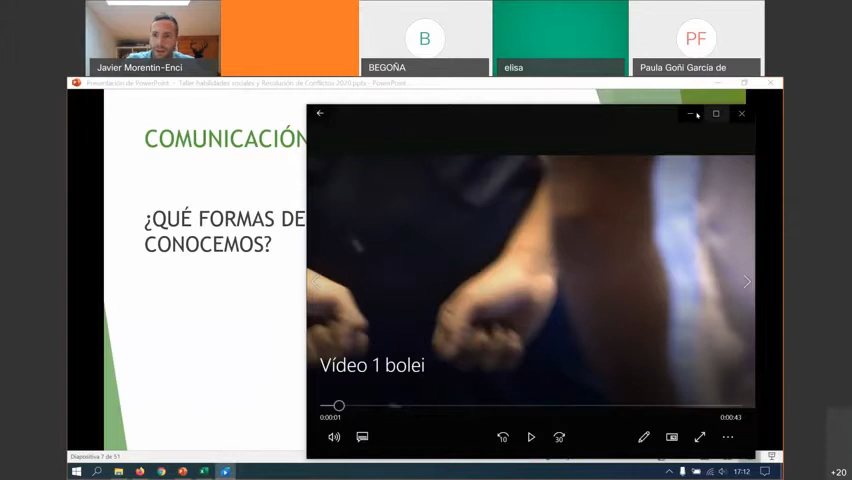 B
PF
Javier Morentin-Enci
BEGOÑA
elisa
Paula Goñi García de
Presentación de PowerPoint - Taller habilidades sociales y Resolución de Conflictos 2020.pptx - PowerPoint
COMUNICACIÓN
¿QUÉ FORMAS DE
CONOCEMOS?
Vídeo 1 bolei
0:00:01
0:00:43
10
30
Diapositiva 7 de 51
17:12
+20